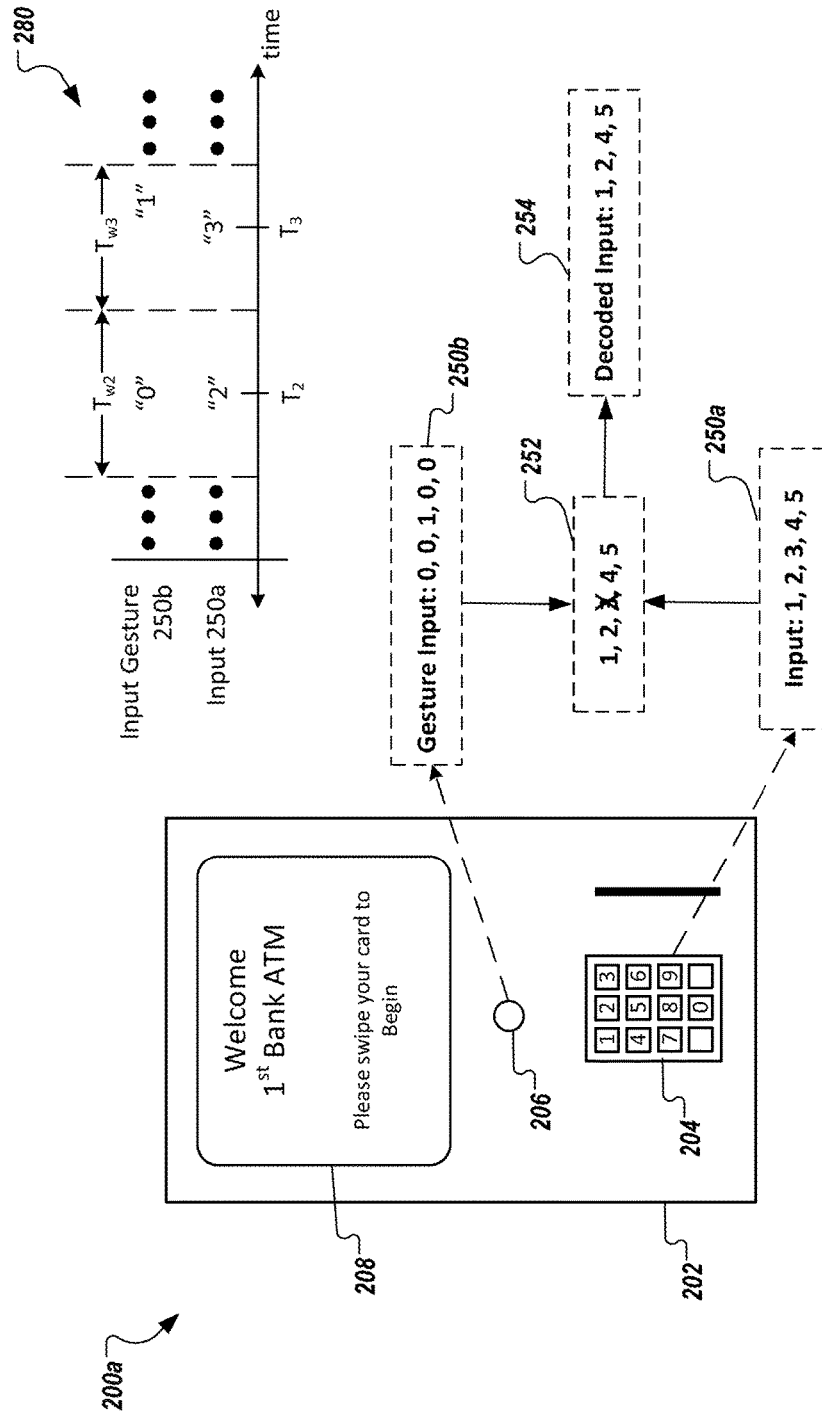 200a
Welcome
1st Bank ATM
Please swipe your card to
Begin
208
206
1 2 3
4 5 6
7 8 9
0
204
202
280
Input Gesture
250b
Input 250a
Tw2
Tw3
"0"
"1"
"2"
"3"
T2
T3
time
Gesture Input: 0, 0, 1, 0, 0
250b
252
1, 2, 3, 4, 5
254
Decoded Input: 1, 2, 4, 5
250a
Input: 1, 2, 3, 4, 5